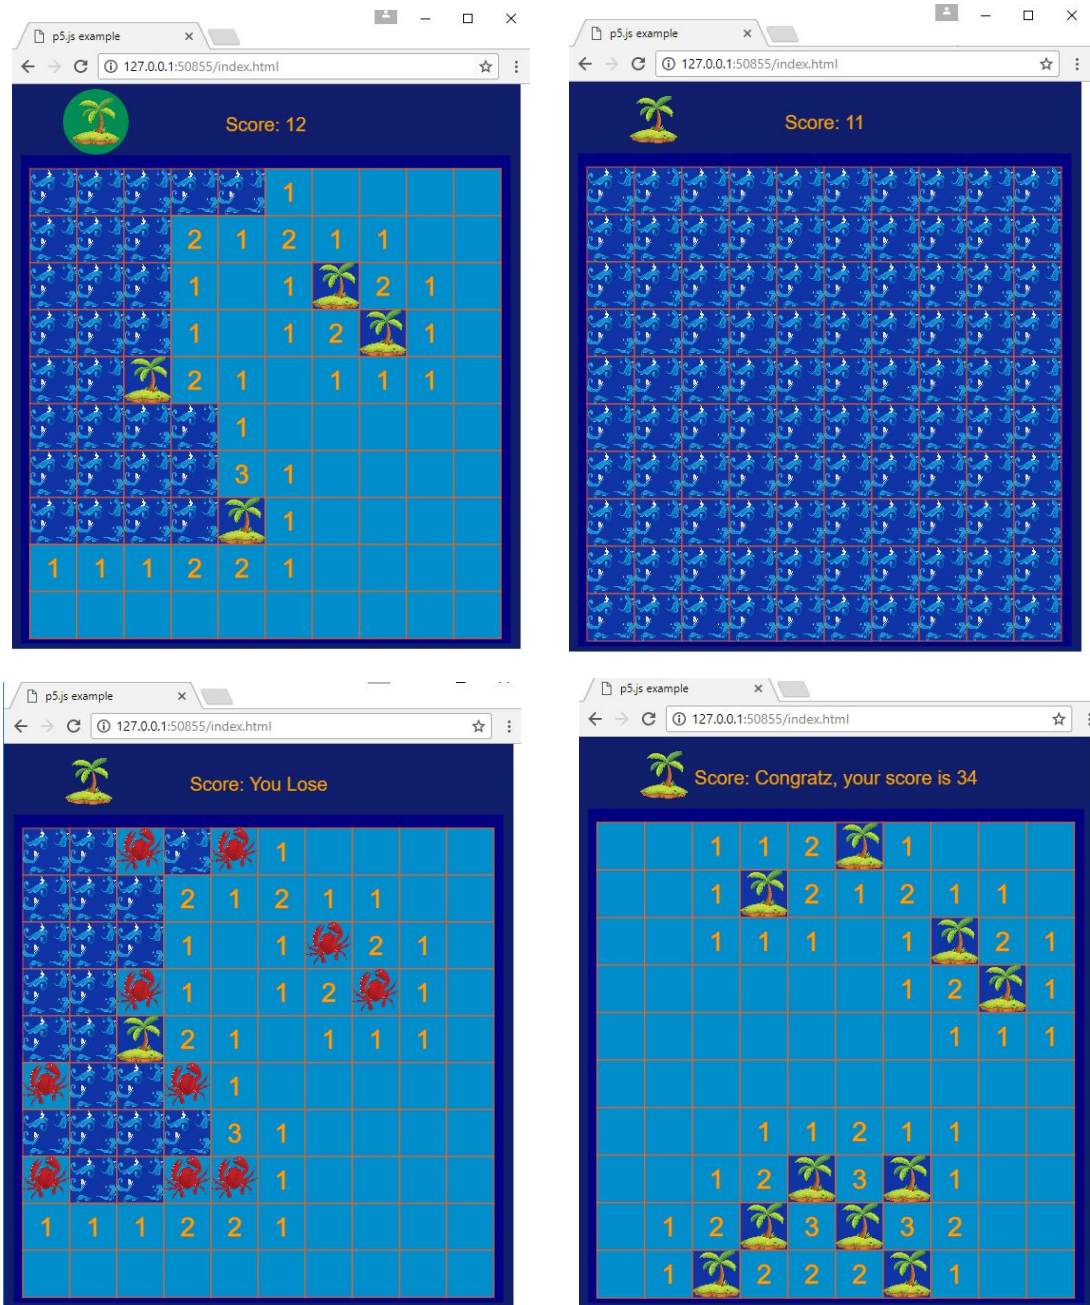 p5.js example
127.0.0.1:50855/index.html
Score: 12
1
2 1 2 1 1
1 1 2 1
1 1 2 1
2 1 1 1 1
1
3 1
1
1 1 1 2 2 1
p5.js example
127.0.0.1:50855/index.html
Score: 11
p5.js example
127.0.0.1:50855/index.html
Score: You Lose
1
2 1 2 1 1
1 1 2 1
1 1 2 1
2 1 1 1 1
1
3 1
1
1 1 1 2 2 1
p5.js example
127.0.0.1:50855/index.html
Score: Congratz, your score is 34
1 1 2 1
1 2 1 2 1 1
1 1 1 1 2 1
1 2 1
1 1 1
1 1 2 1 1
1 2 3 1
1 2 3 3 2
1 2 2 2 1